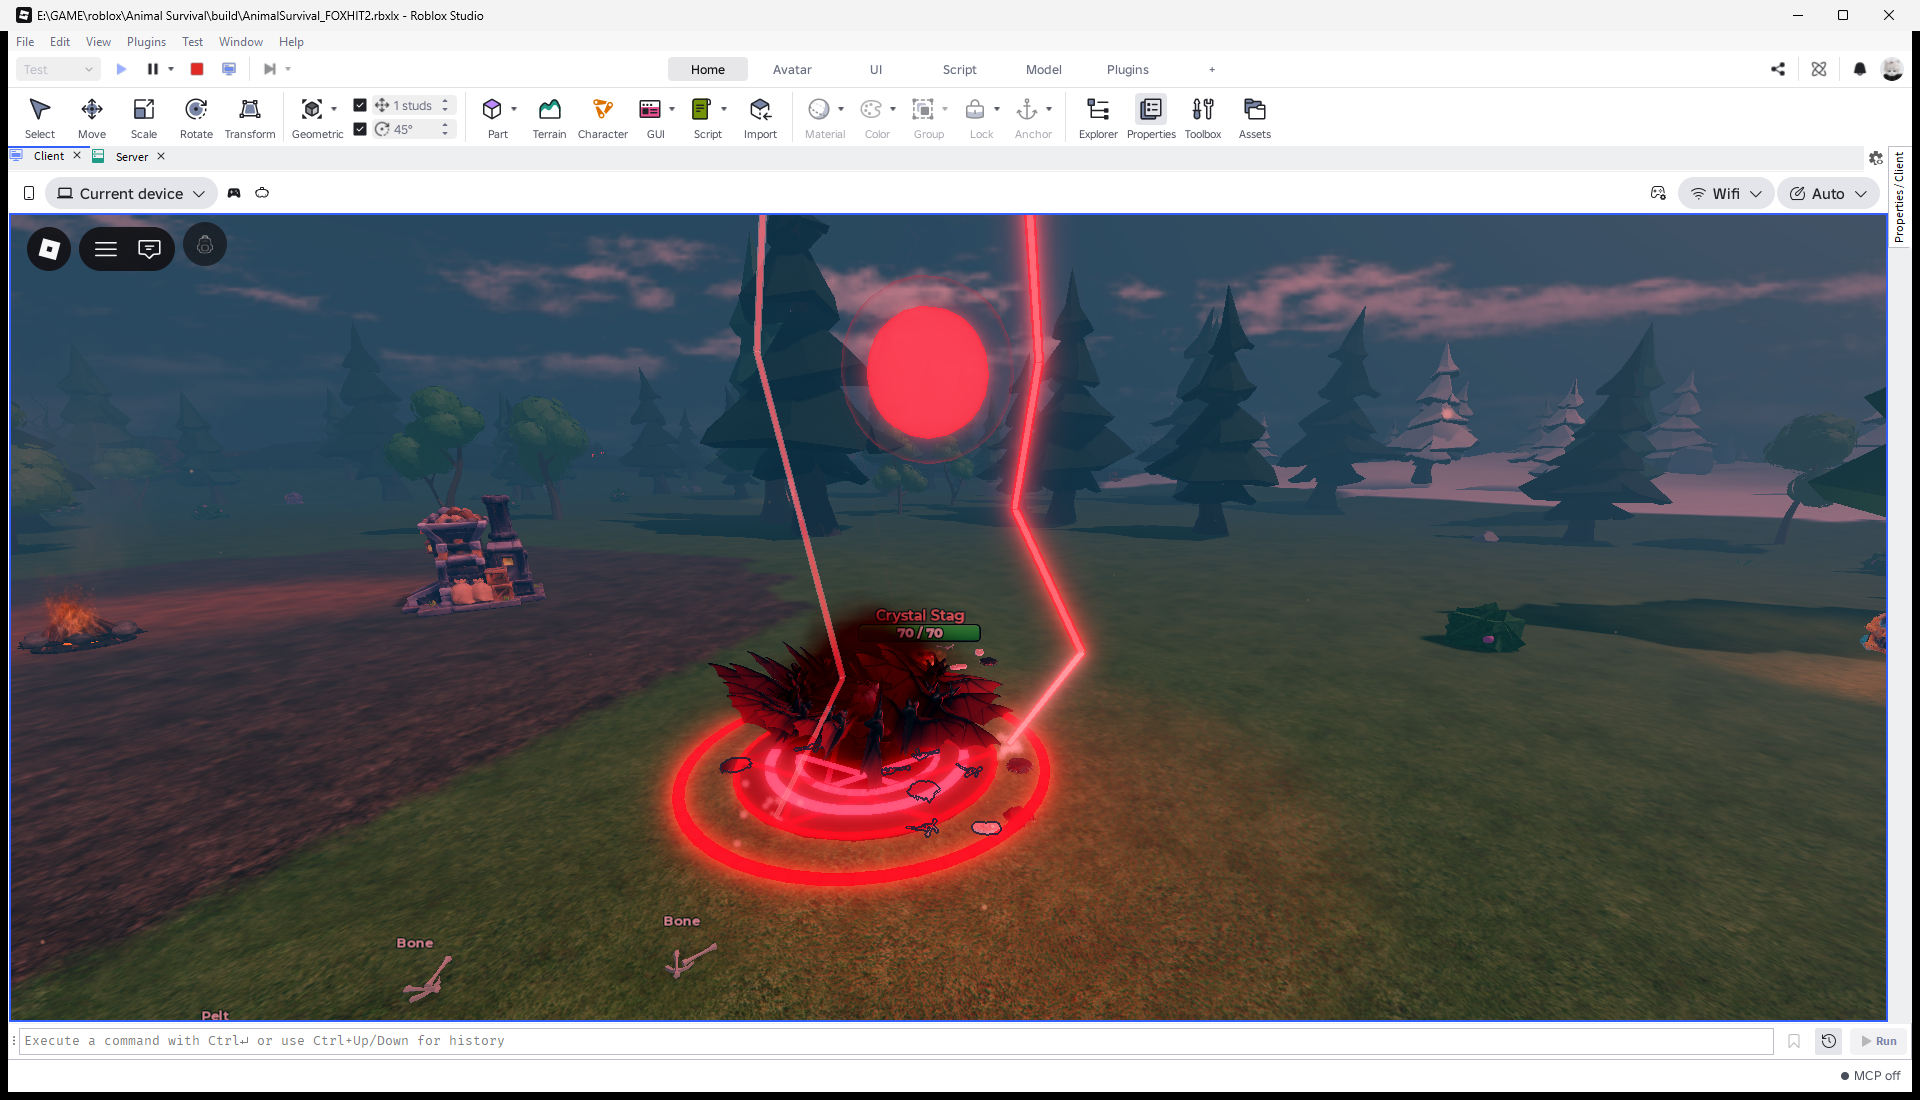 E:\GAME\roblox\Animal Survival\build\AnimalSurvival_FOXHIT2.rbxlx - Roblox Studio
File Edit View Plugins Test Window Help
Test Home Avatar UI Script Model Plugins +
1 studs
45°
Select Move Scale Rotate Transform Geometric Part Terrain Character GUI Script Import Material Color Group Lock Anchor Explorer Properties Toolbox Assets
Client Server
Properties / Client
Current device Wifi Auto
Crystal Stag
70 / 70
Bone
Bone
Pelt
Execute a command with Ctrl↵ or use Ctrl+Up/Down for history
Run
MCP off